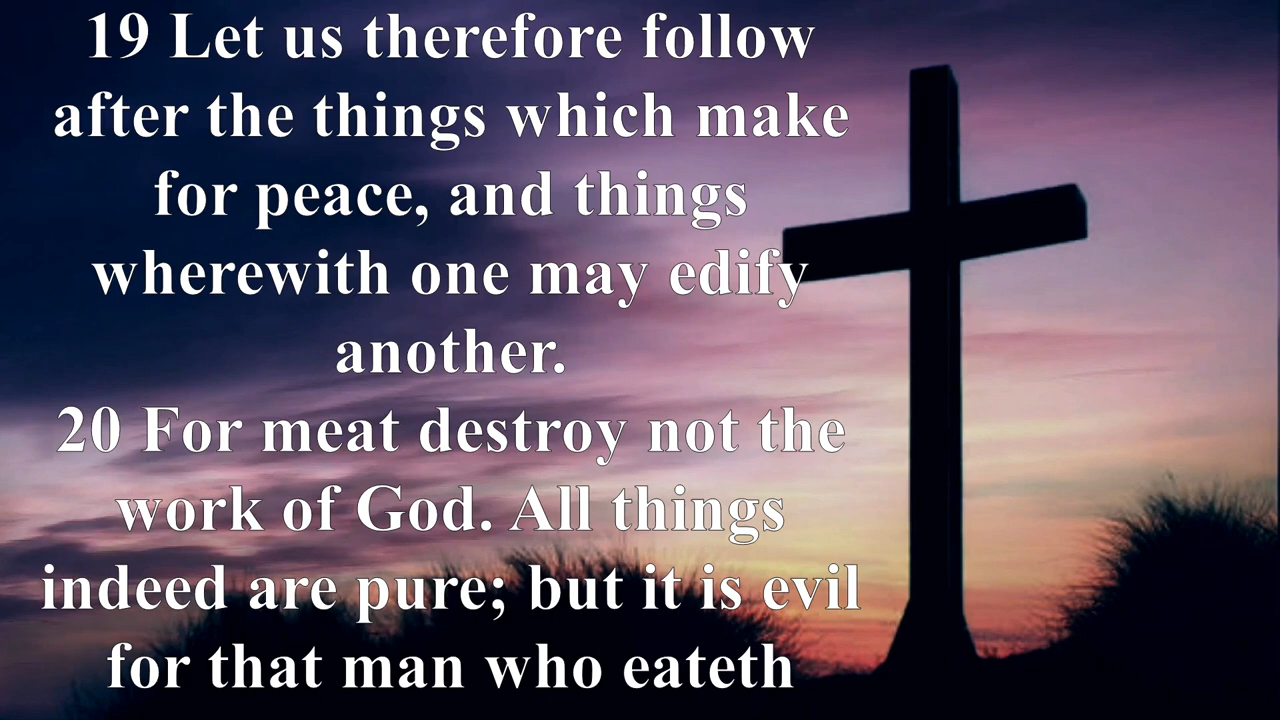 19 Let us therefore follow
after the things which make
for peace, and things
wherewith one may edify
another.
20 For meat destroy not the
work of God. All things
indeed are pure; but it is evil
for that man who eateth